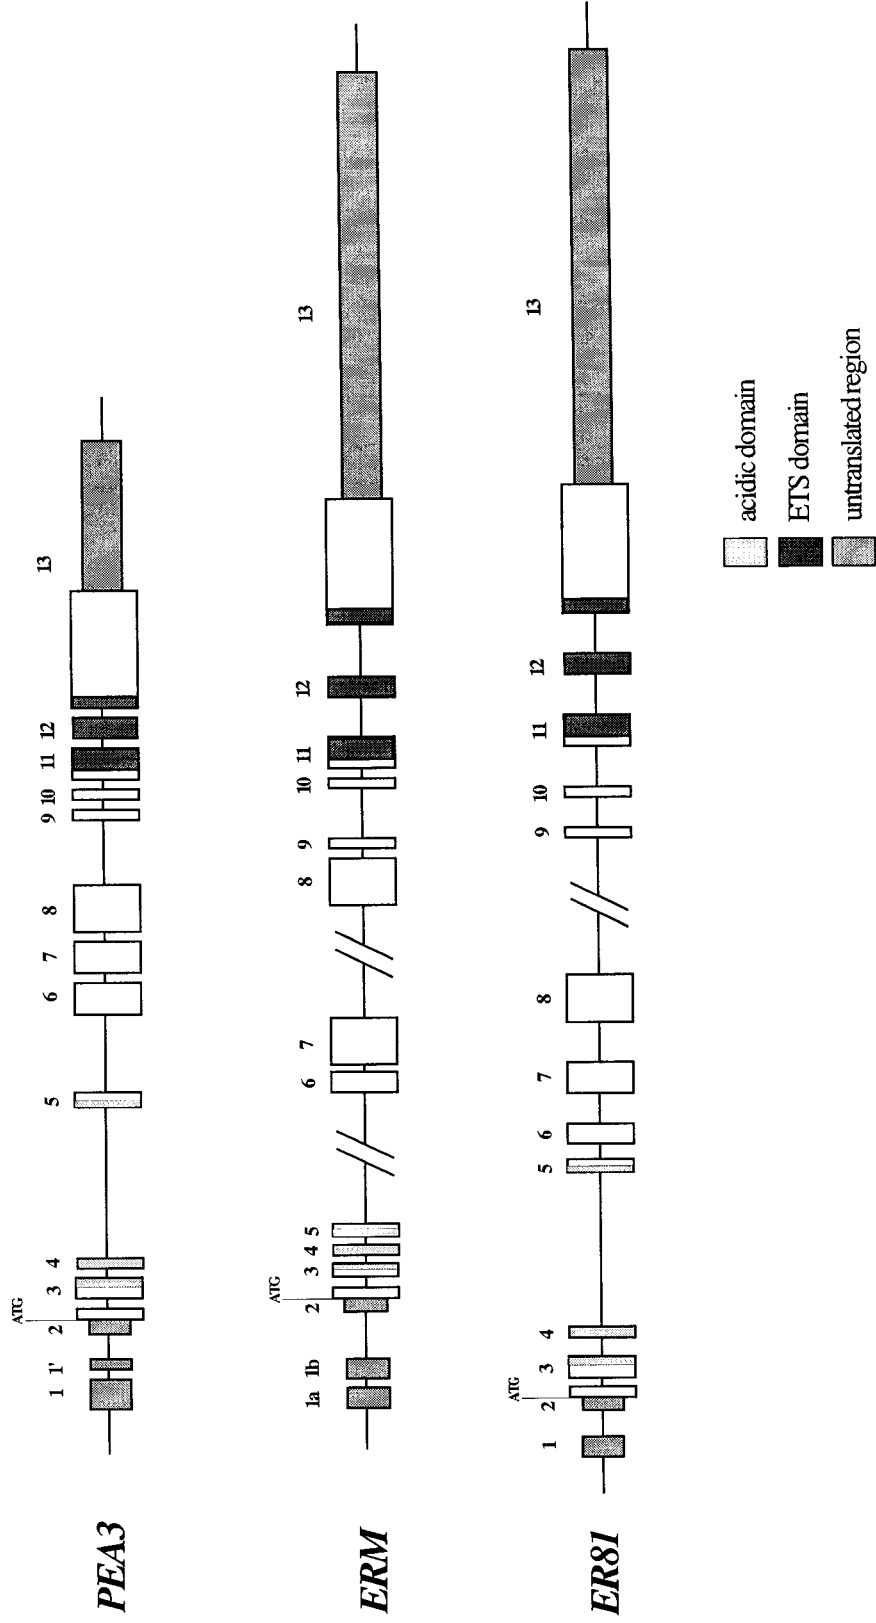 PEA3
1 1' 2 ATG 3 4 5 6 7 8 9 10 11 12 13
ERM
1a 1b 2 ATG 3 4 5 6 7 8 9 10 11 12 13
ER81
1 2 ATG 3 4 5 6 7 8 9 10 11 12 13
acidic domain
ETS domain
untranslated region